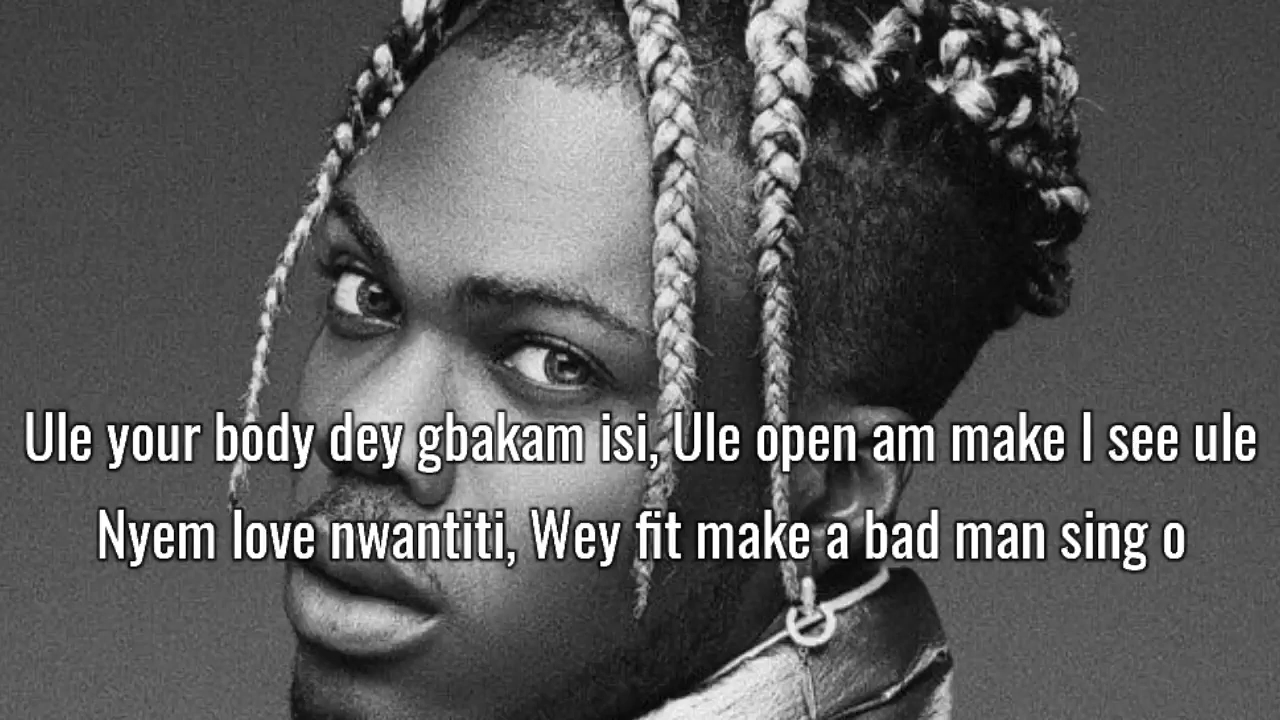 Ule your body dey gbakam isi, Ule open am make I see ule
Nyem love nwantiti, Wey fit make a bad man sing o